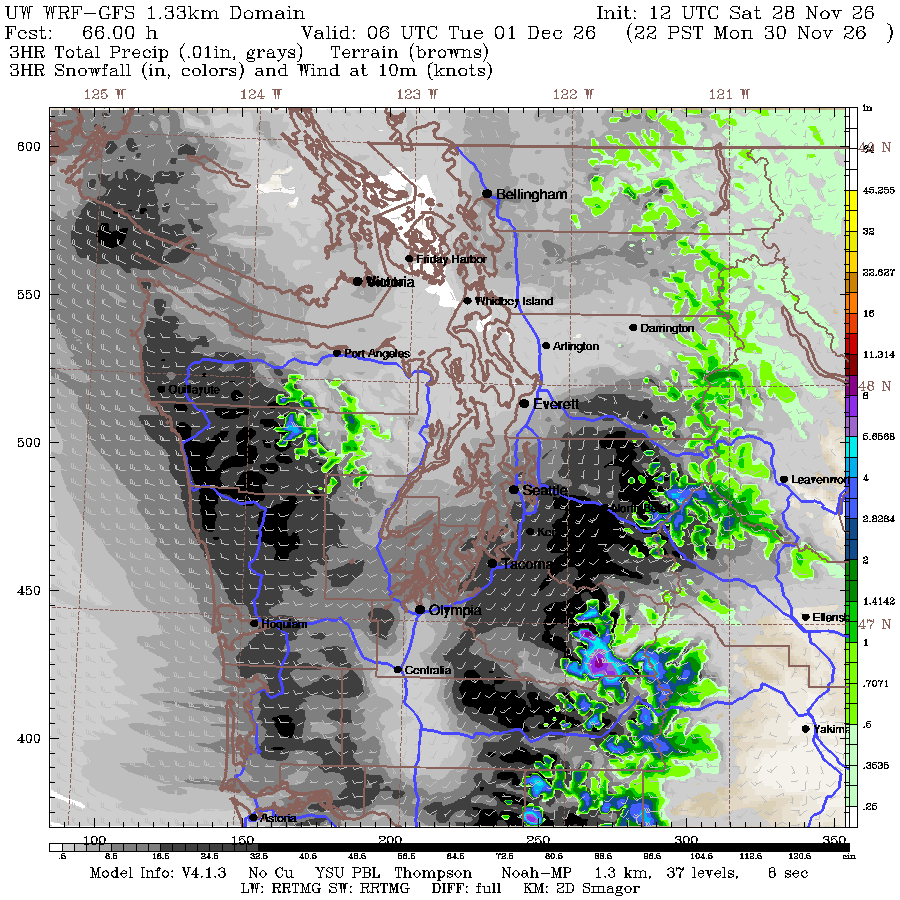 UW WRF-GFS 1.33km Domain Init: 12 UTC Sat 28 Nov 26
Fcst: 66.00 h Valid: 06 UTC Tue 01 Dec 26 (22 PST Mon 30 Nov 26 )
3HR Total Precip (.01in, grays) Terrain (browns)
3HR Snowfall (in, colors) and Wind at 10m (knots)
125 W 124 W 123 W 122 W 121 W
in
600
49 N
64
Bellingham
45.255
32
Friday Harbor
22.627
Victoria
550
Whidbey Island
16
Darrington
Arlington
Port Angeles
11.314
48 N
Quillayute
8
Everett
5.6568
500
Leavenwor
4
Seattle
North Bend
2.8284
Tacoma
2
450
1.4142
Olympia
Ellens
Hoquiam
47 N
1
Centralia
.7071
400
Yakima
.5
.3535
.25
Astoria
100 150 200 250 300 350
.5 8.5 16.5 24.5 32.5 40.5 48.5 56.5 64.5 72.5 80.5 88.5 96.5 104.5 112.5 120.5 cin
Model Info: V4.1.3 No Cu YSU PBL Thompson Noah-MP 1.3 km, 37 levels, 8 sec
LW: RRTMG SW: RRTMG DIFF: full KM: 2D Smagor